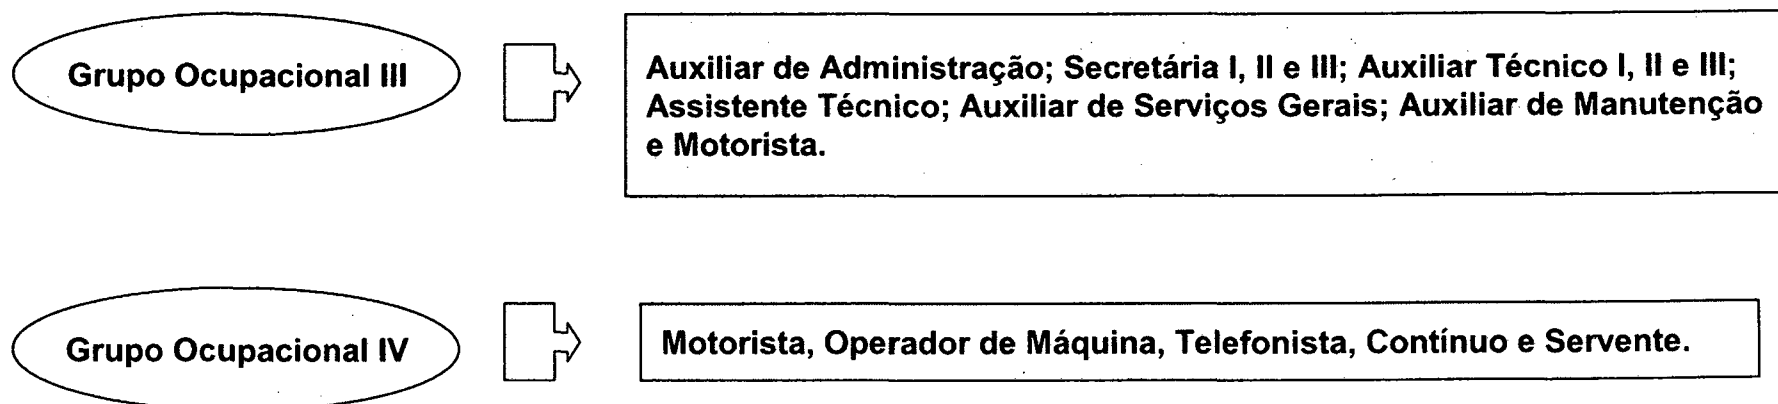 Grupo Ocupacional III
Auxiliar de Administração; Secretária I, II e III; Auxiliar Técnico I, II e III;
Assistente Técnico; Auxiliar de Serviços Gerais; Auxiliar de Manutenção
e Motorista.
Grupo Ocupacional IV
Motorista, Operador de Máquina, Telefonista, Contínuo e Servente.